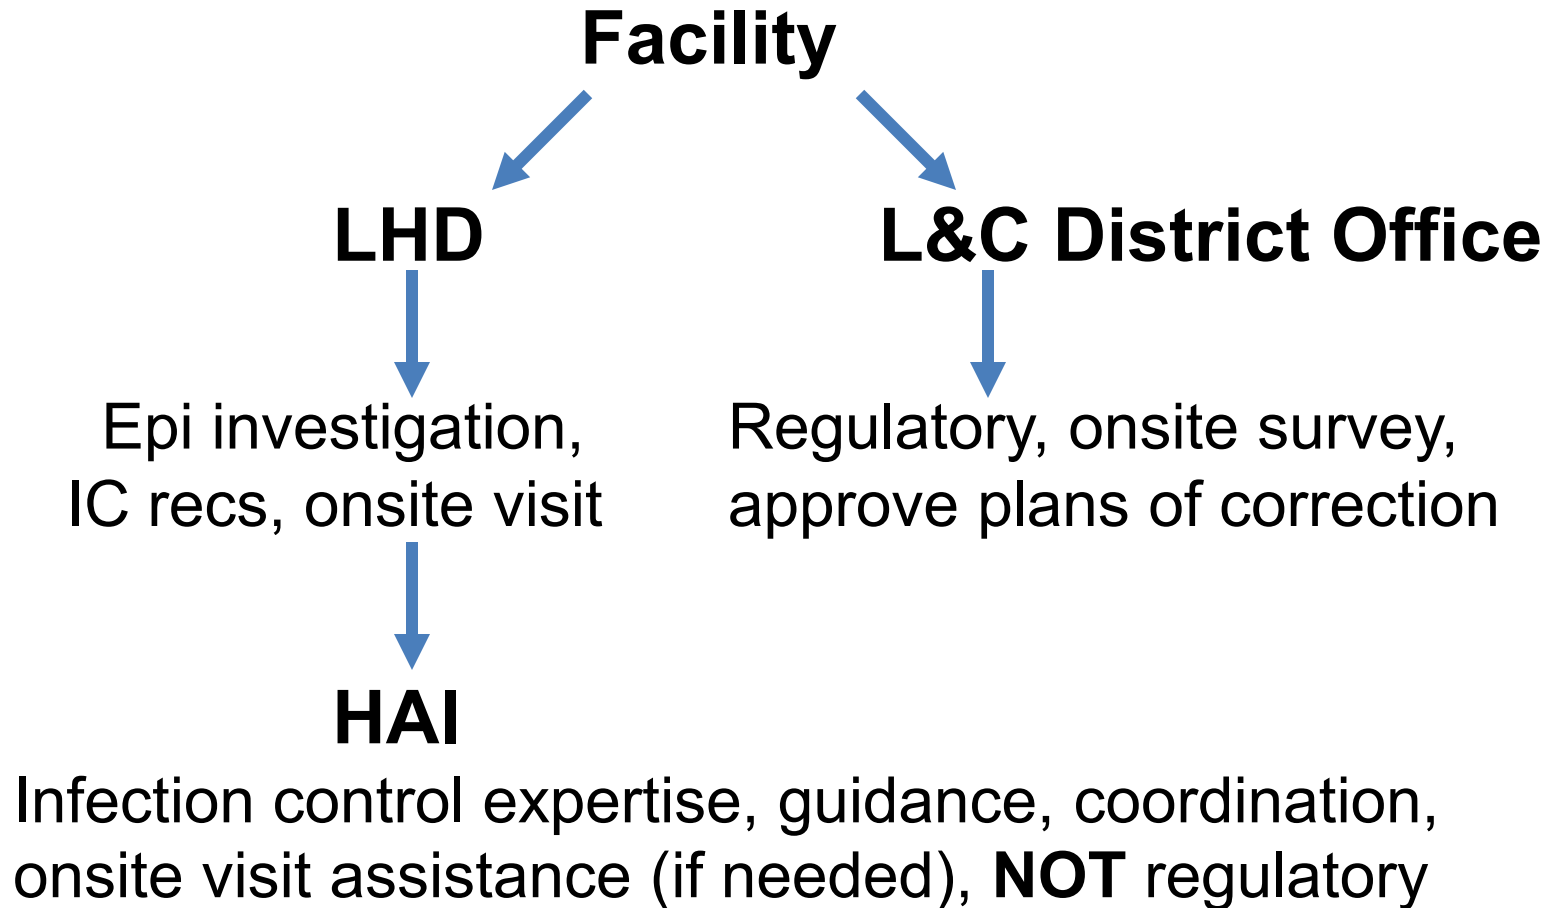 Facility
LHD
L&C District Office
Epi investigation,
IC recs, onsite visit
Regulatory, onsite survey,
approve plans of correction
HAI
Infection control expertise, guidance, coordination,
onsite visit assistance (if needed), NOT regulatory